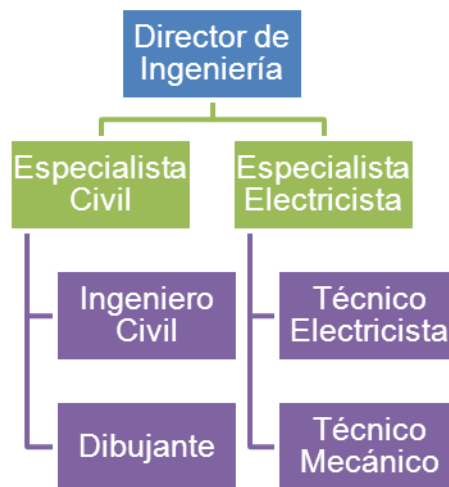 Director de
Ingeniería
Especialista
Civil
Especialista
Electricista
Ingeniero
Civil
Técnico
Electricista
Dibujante
Técnico
Mecánico